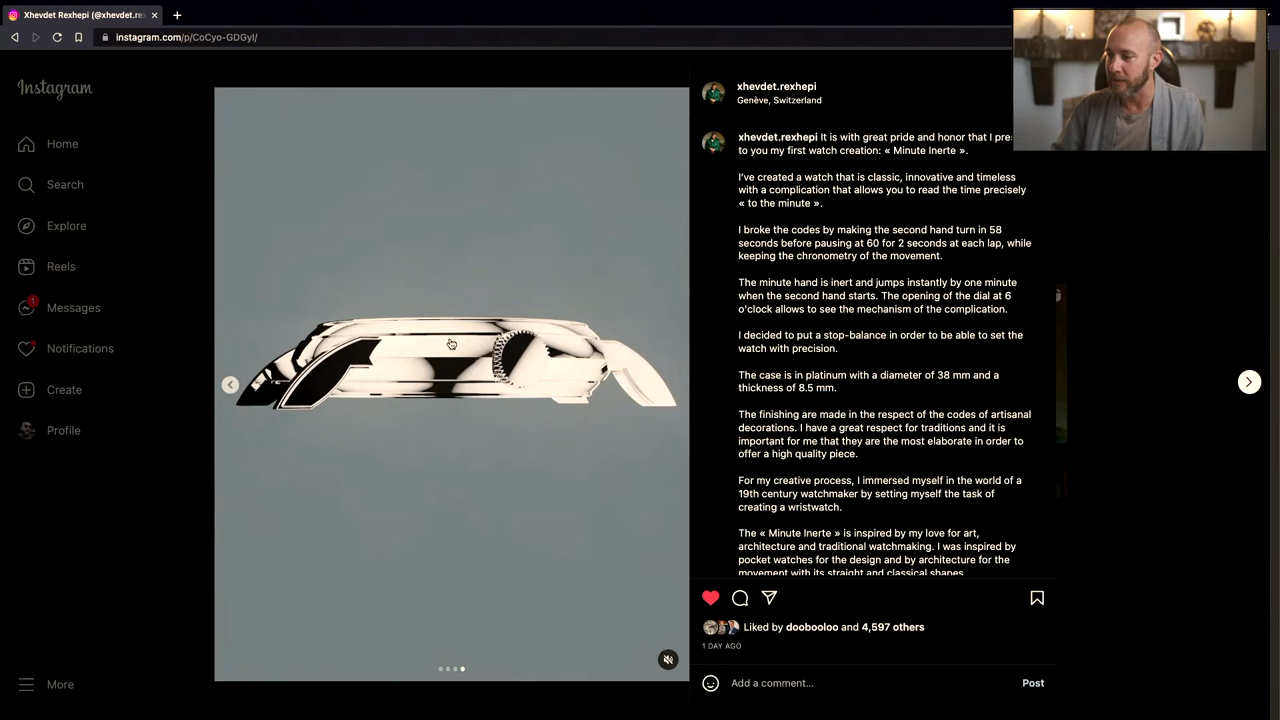 Xhevdet Rexhepi (@xhevdet.re
instagram.com/p/CoCyo-GDGyI/
Instagram
Home
Search
Explore
Reels
1
Messages
Notifications
Create
Profile
More
xhevdet.rexhepi
Genève, Switzerland
xhevdet.rexhepi It is with great pride and honor that I pre
to you my first watch creation: « Minute Inerte ».
I've created a watch that is classic, innovative and timeless
with a complication that allows you to read the time precisely
« to the minute ».
I broke the codes by making the second hand turn in 58
seconds before pausing at 60 for 2 seconds at each lap, while
keeping the chronometry of the movement.
The minute hand is inert and jumps instantly by one minute
when the second hand starts. The opening of the dial at 6
o'clock allows to see the mechanism of the complication.
I decided to put a stop-balance in order to be able to set the
watch with precision.
The case is in platinum with a diameter of 38 mm and a
thickness of 8.5 mm.
The finishing are made in the respect of the codes of artisanal
decorations. I have a great respect for traditions and it is
important for me that they are the most elaborate in order to
offer a high quality piece.
For my creative process, I immersed myself in the world of a
19th century watchmaker by setting myself the task of
creating a wristwatch.
The « Minute Inerte » is inspired by my love for art,
architecture and traditional watchmaking. I was inspired by
pocket watches for the design and by architecture for the
movement with its straight and classical shapes.
Liked by doobooloo and 4,597 others
1 DAY AGO
Add a comment...
Post